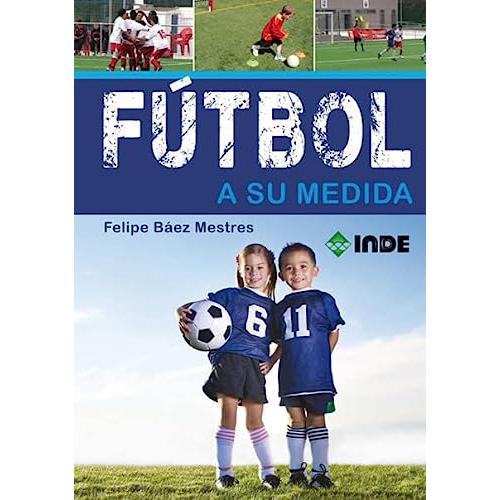 FÚTBOL
A SU MEDIDA
Felipe Báez Mestres
INDE
6
11